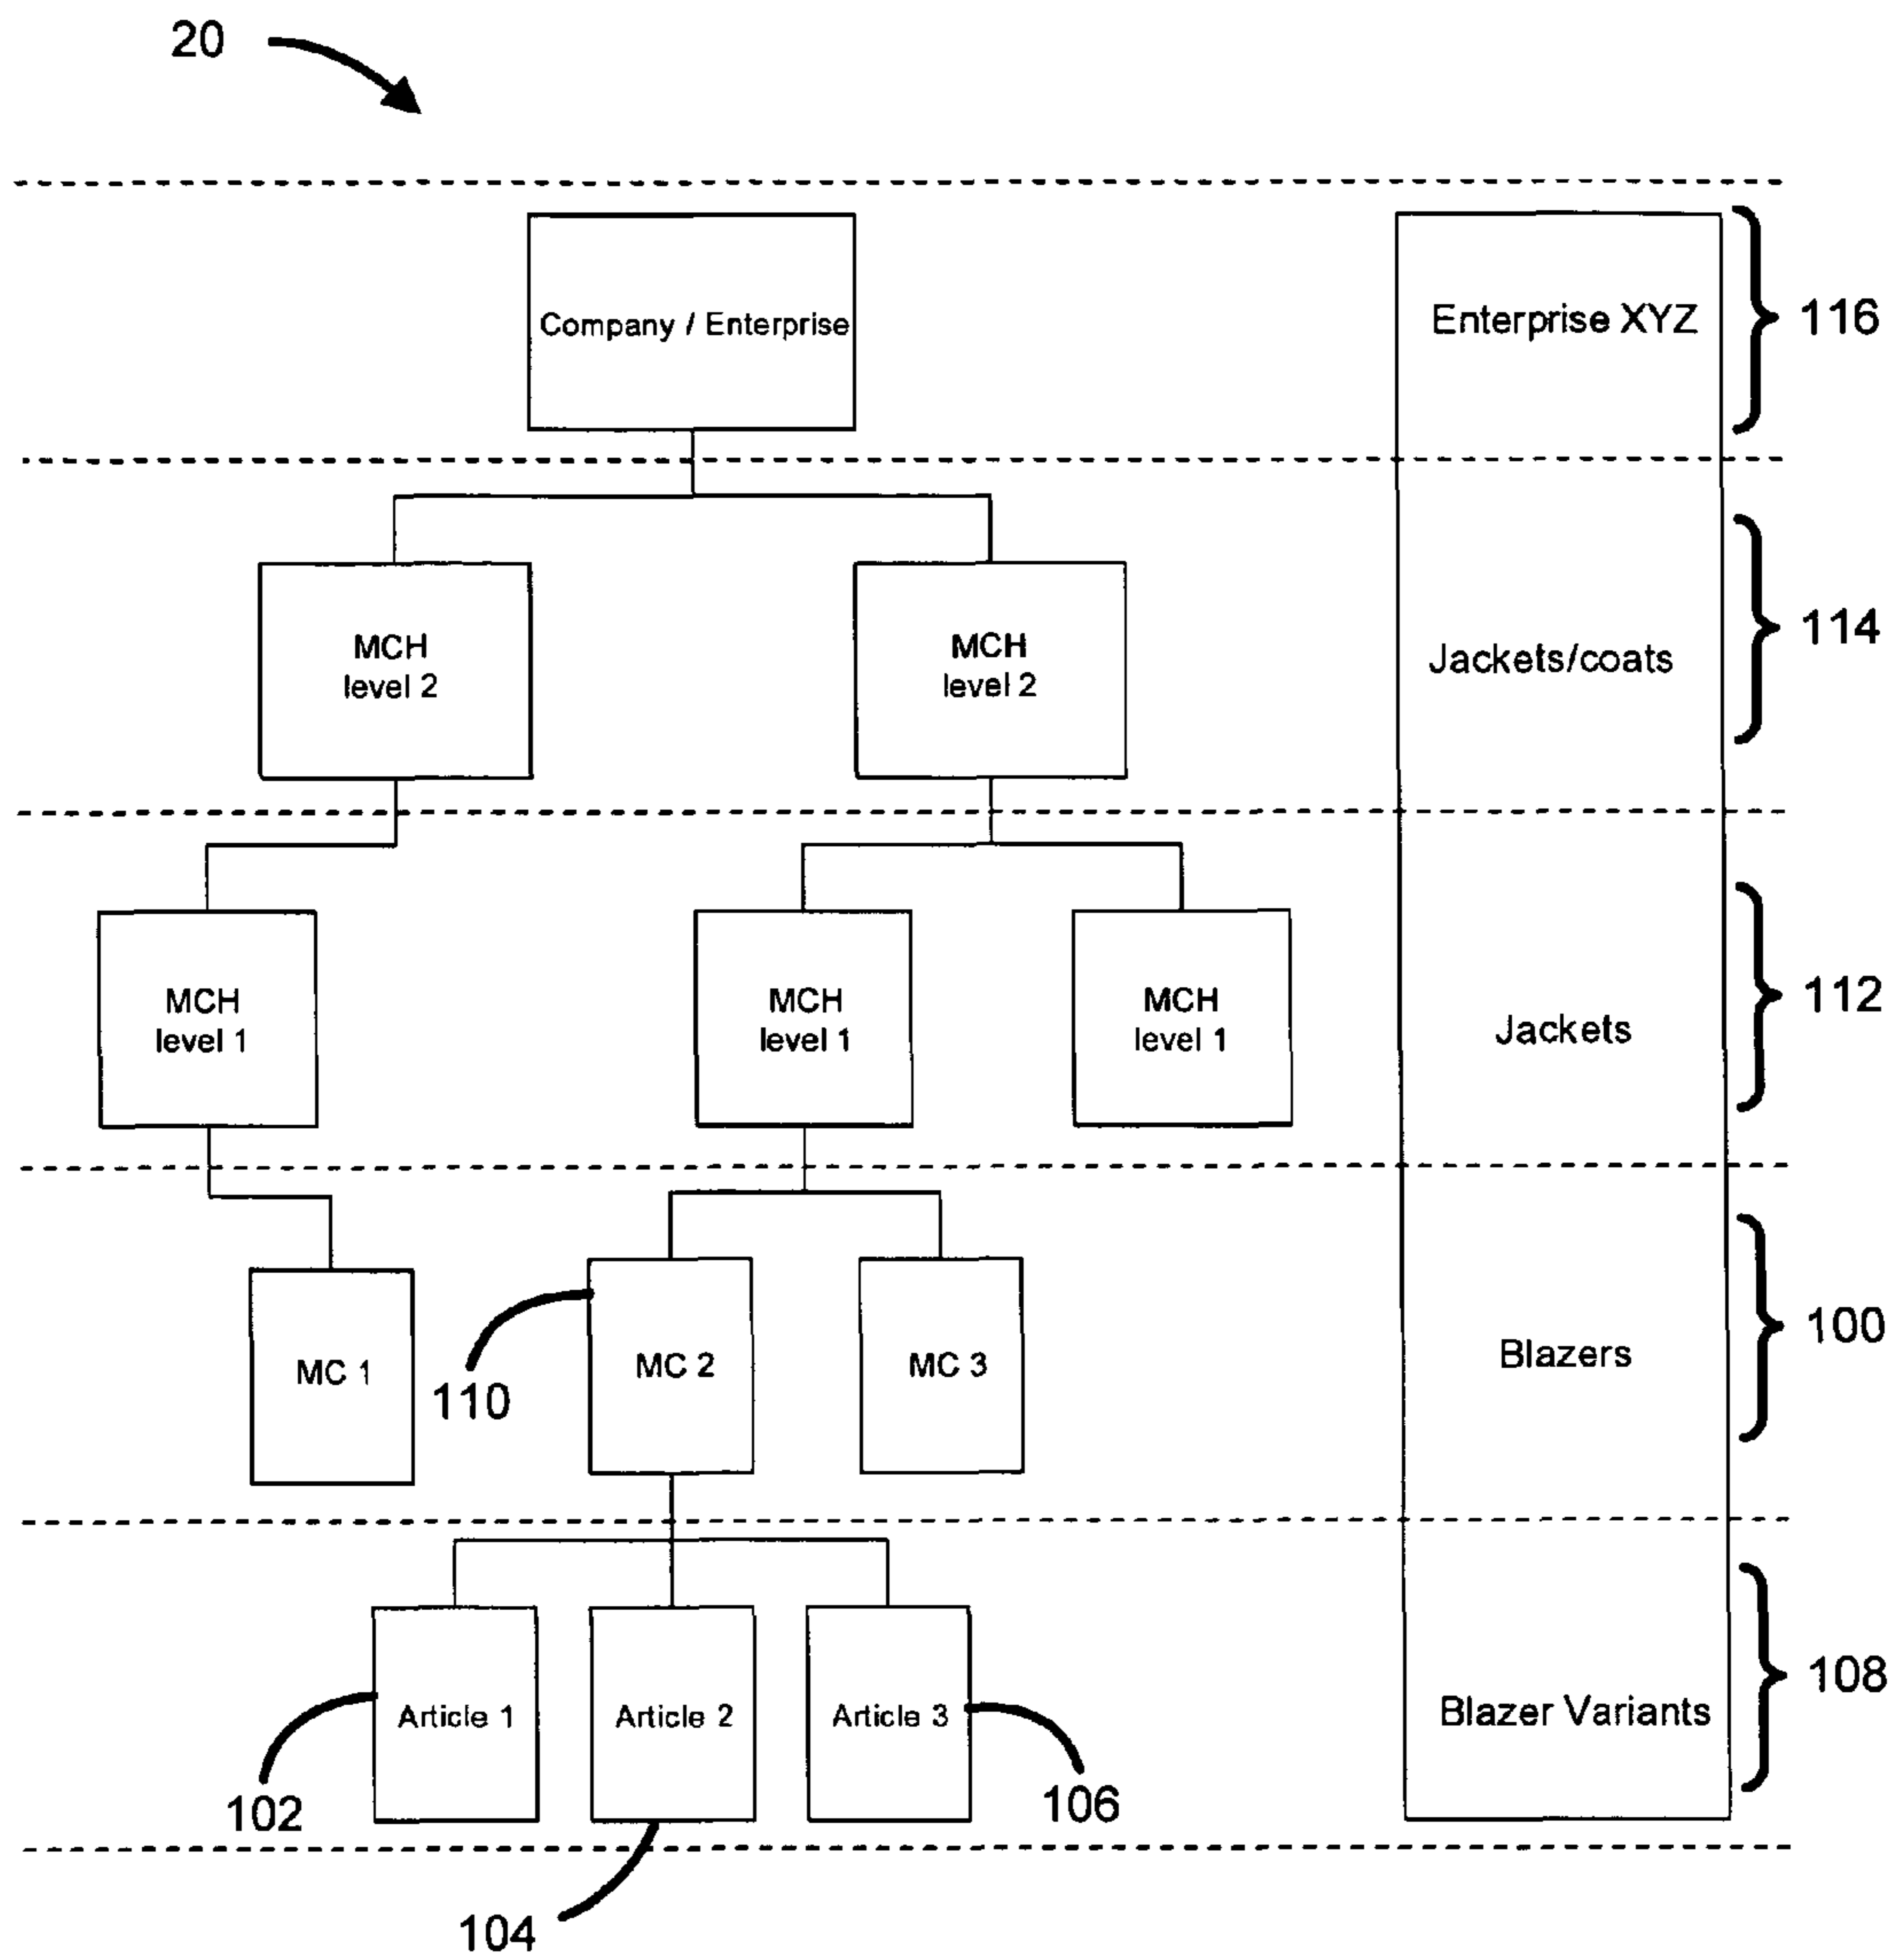 20
Company / Enterprise
Enterprise XYZ
116
MCH
level 2
MCH
level 2
Jackets/coats
114
MCH
level 1
MCH
level 1
MCH
level 1
Jackets
112
MC 1
110
MC 2
MC 3
Blazers
100
Article 1
Article 2
Article 3
Blazer Variants
108
102
106
104